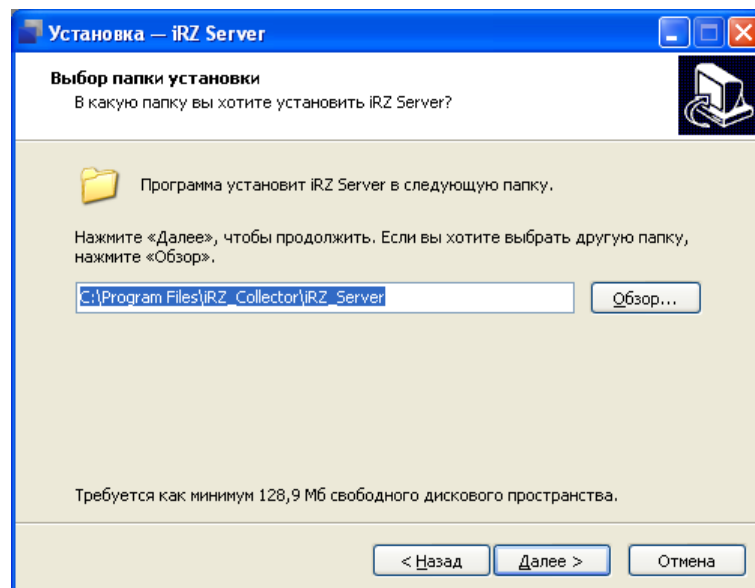 Установка — iRZ Server
Выбор папки установки
В какую папку вы хотите установить iRZ Server?
Программа установит iRZ Server в следующую папку.
Нажмите «Далее», чтобы продолжить. Если вы хотите выбрать другую папку,
нажмите «Обзор».
C:\Program Files\iRZ_Collector\iRZ_Server
Обзор...
Требуется как минимум 128,9 Мб свободного дискового пространства.
< Назад
Далее >
Отмена